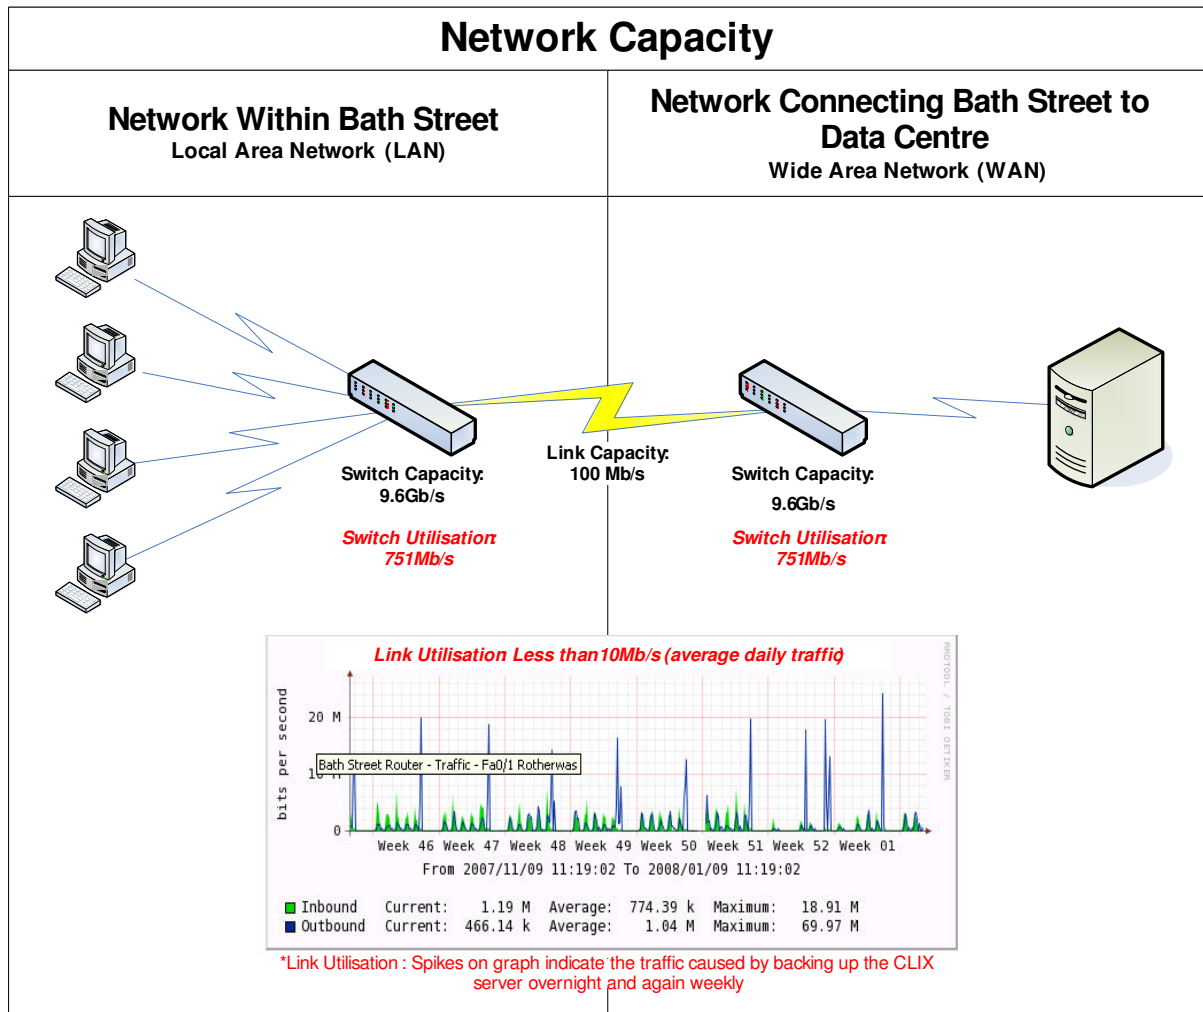 Network Capacity
Network Within Bath Street
Local Area Network (LAN)
Network Connecting Bath Street to
Data Centre
Wide Area Network (WAN)
Switch Capacity:
9.6Gb/s
Switch Utilisation:
751Mb/s
Link Capacity:
100 Mb/s
Switch Capacity:
9.6Gb/s
Switch Utilisation:
751Mb/s
Link Utilisation Less than 10Mb/s (average daily traffic)
RRDTOOL / TOBI OETIKER
bits per second
20 M
10 M
0
Bath Street Router - Traffic - Fa0/1 Rotherwas
Week 46 Week 47 Week 48 Week 49 Week 50 Week 51 Week 52 Week 01
From 2007/11/09 11:19:02 To 2008/01/09 11:19:02
Inbound Current: 1.19 M Average: 774.39 k Maximum: 18.91 M
Outbound Current: 466.14 k Average: 1.04 M Maximum: 69.97 M
*Link Utilisation : Spikes on graph indicate the traffic caused by backing up the CLIX
server overnight and again weekly